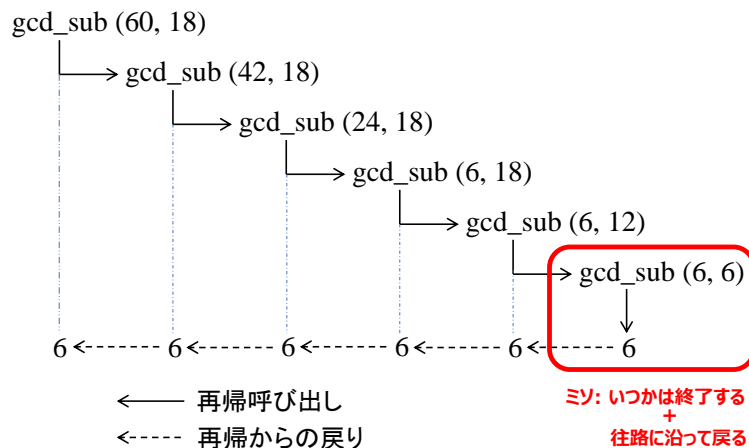 gcd_sub (60, 18)
gcd_sub (42, 18)
gcd_sub (24, 18)
gcd_sub (6, 18)
gcd_sub (6, 12)
gcd_sub (6, 6)
6 6 6 6 6 6
再帰呼び出し
再帰からの戻り
ミソ: いつかは終了する
+
往路に沿って戻る